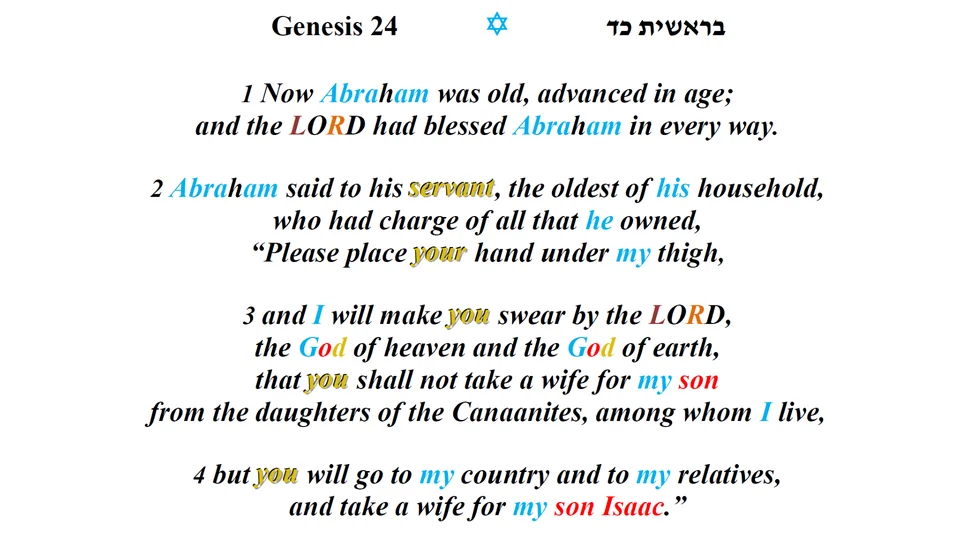 Genesis 24 ✡ בראשית כד
1 Now Abraham was old, advanced in age;
and the LORD had blessed Abraham in every way.
2 Abraham said to his servant, the oldest of his household,
who had charge of all that he owned,
“Please place your hand under my thigh,
3 and I will make you swear by the LORD,
the God of heaven and the God of earth,
that you shall not take a wife for my son
from the daughters of the Canaanites, among whom I live,
4 but you will go to my country and to my relatives,
and take a wife for my son Isaac.”